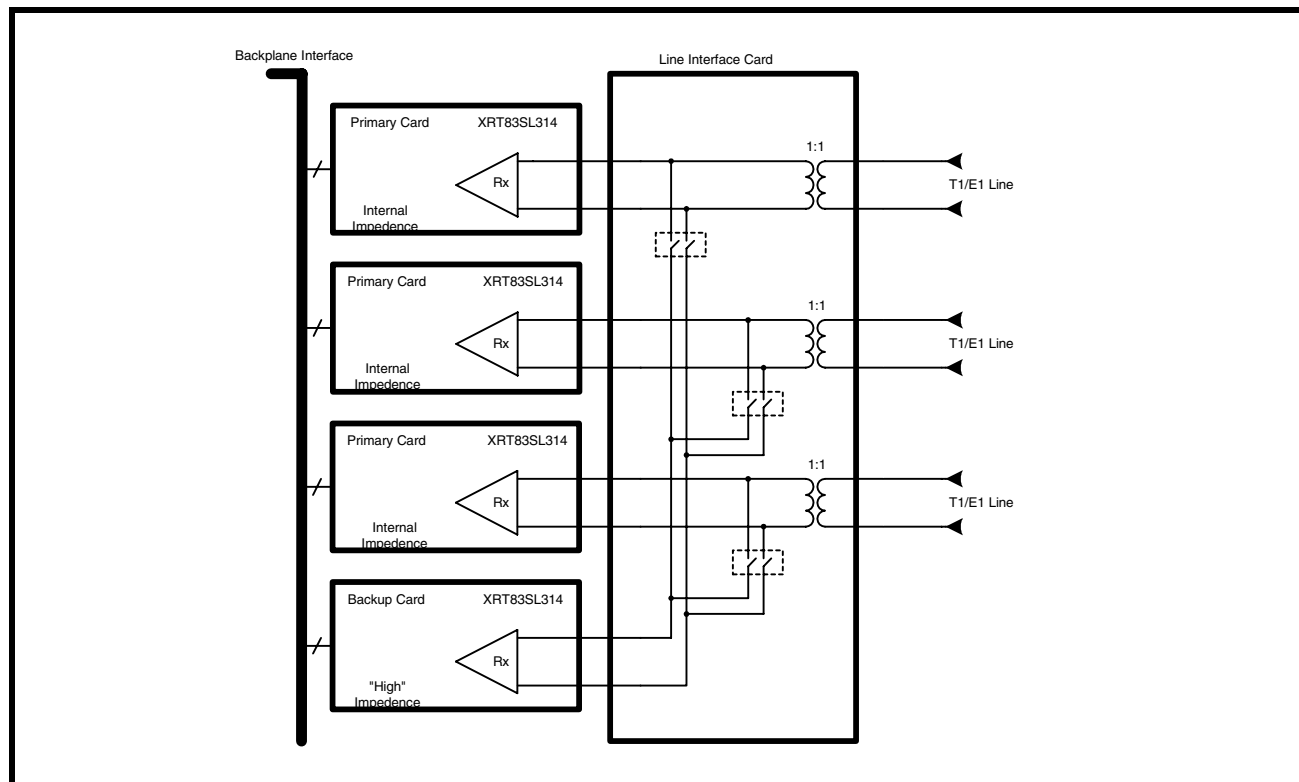 Backplane Interface
Line Interface Card
Primary Card XRT83SL314
1:1
Rx
T1/E1 Line
Internal
Impedence
Primary Card XRT83SL314
1:1
Rx
T1/E1 Line
Internal
Impedence
Primary Card XRT83SL314
1:1
Rx
T1/E1 Line
Internal
Impedence
Backup Card XRT83SL314
Rx
"High"
Impedence